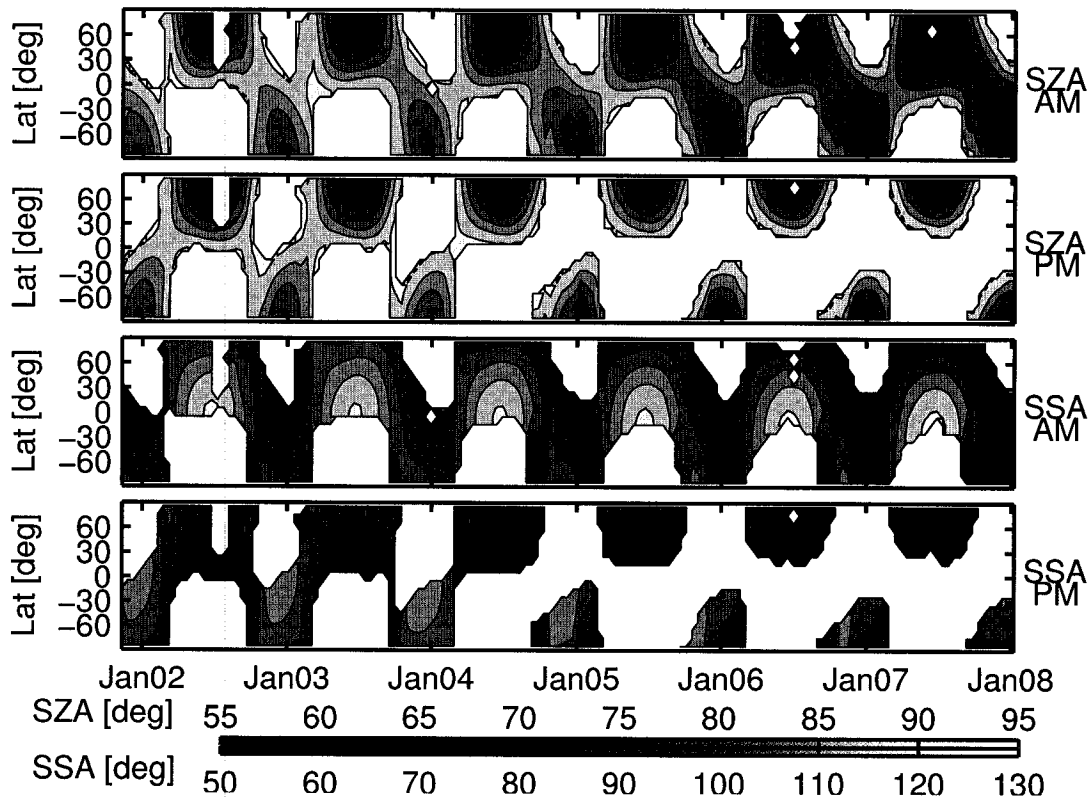 Lat [deg]
60
30
0
−30
−60
SZA
AM
Lat [deg]
60
30
0
−30
−60
SZA
PM
Lat [deg]
60
30
0
−30
−60
SSA
AM
Lat [deg]
60
30
0
−30
−60
SSA
PM
Jan02 Jan03 Jan04 Jan05 Jan06 Jan07 Jan08
SZA [deg] 55 60 65 70 75 80 85 90 95
SSA [deg] 50 60 70 80 90 100 110 120 130